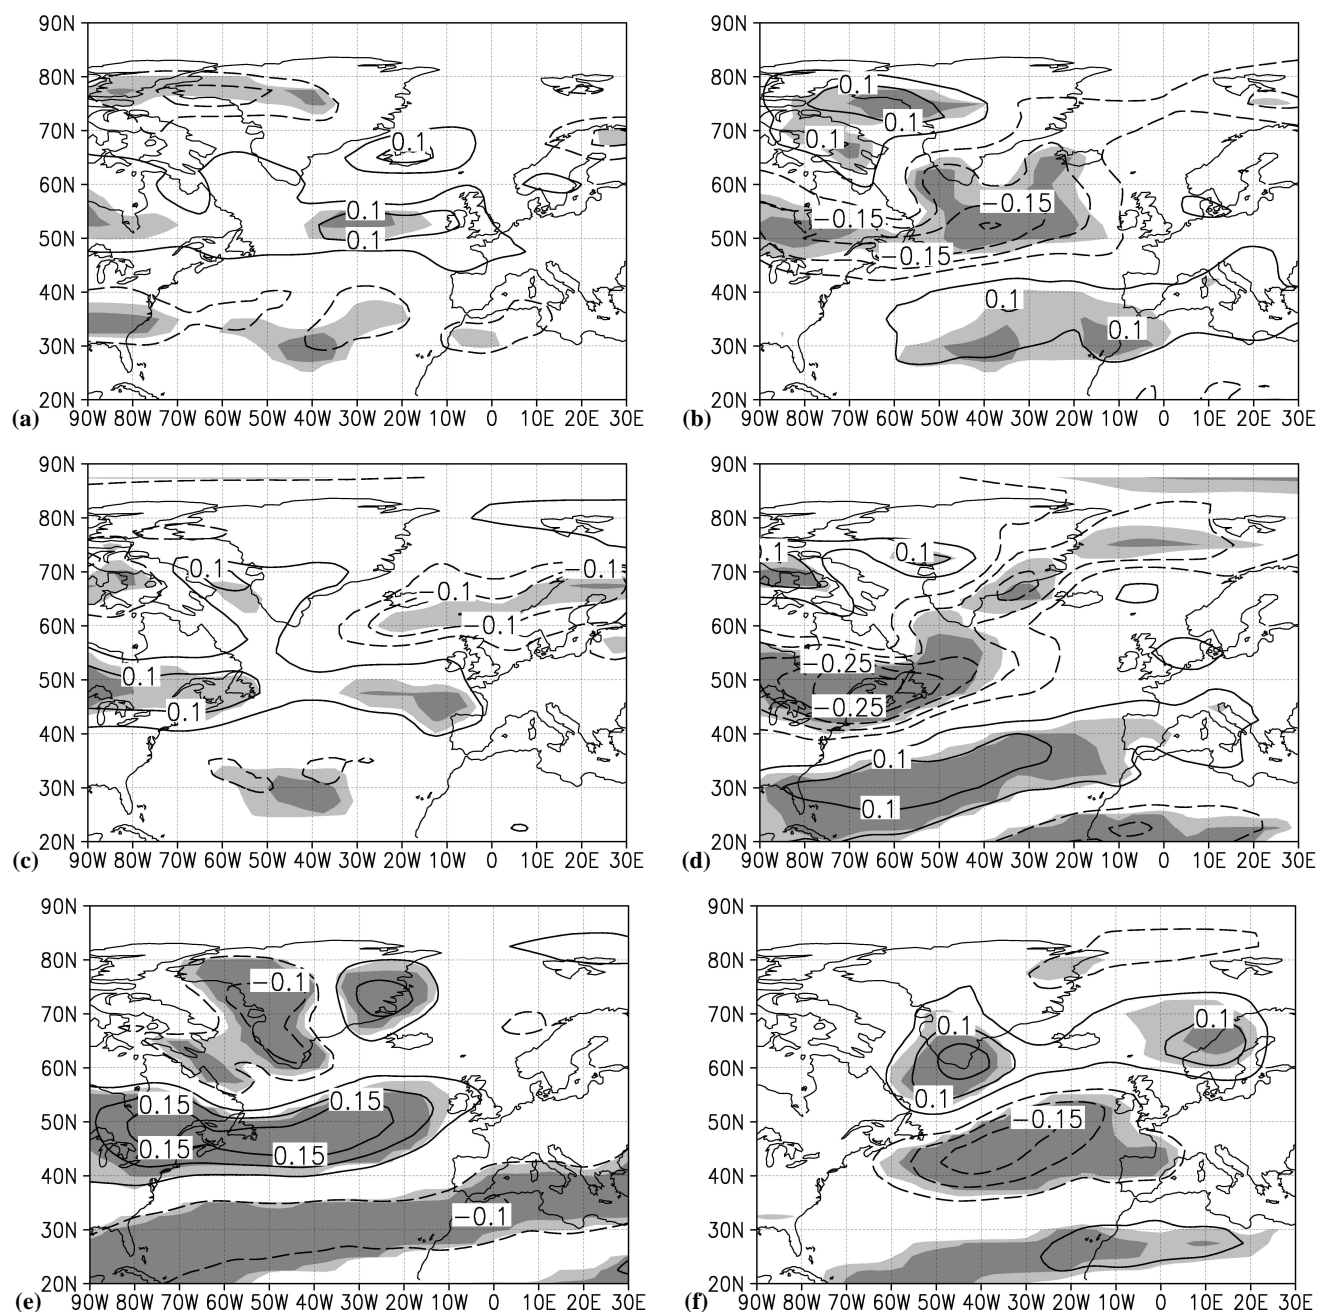 90N 90N
80N 0.1 80N 0.1
70N 70N 0.1
60N 0.1 60N −0.15
50N 0.1 50N −0.15 −0.15
40N 40N 0.1
30N 30N 0.1
20N 20N
(a) 90W 80W 70W 60W 50W 40W 30W 20W 10W 0 10E 20E 30E (b) 90W 80W 70W 60W 50W 40W 30W 20W 10W 0 10E 20E 30E
90N 90N
80N 80N
70N 0.1 −0.1 −0.1 70N 0.1 0.1
60N −0.1 60N −0.25
50N 0.1 50N −0.25
40N 0.1 40N 0.1
30N 30N 0.1
20N 20N
(c) 90W 80W 70W 60W 50W 40W 30W 20W 10W 0 10E 20E 30E (d) 90W 80W 70W 60W 50W 40W 30W 20W 10W 0 10E 20E 30E
90N 90N
80N −0.1 80N
70N 70N 0.1 0.1
60N 60N 0.1
50N 0.15 0.15 50N −0.15
40N 0.15 0.15 40N
30N −0.1 30N
20N 20N
(e) 90W 80W 70W 60W 50W 40W 30W 20W 10W 0 10E 20E 30E (f) 90W 80W 70W 60W 50W 40W 30W 20W 10W 0 10E 20E 30E